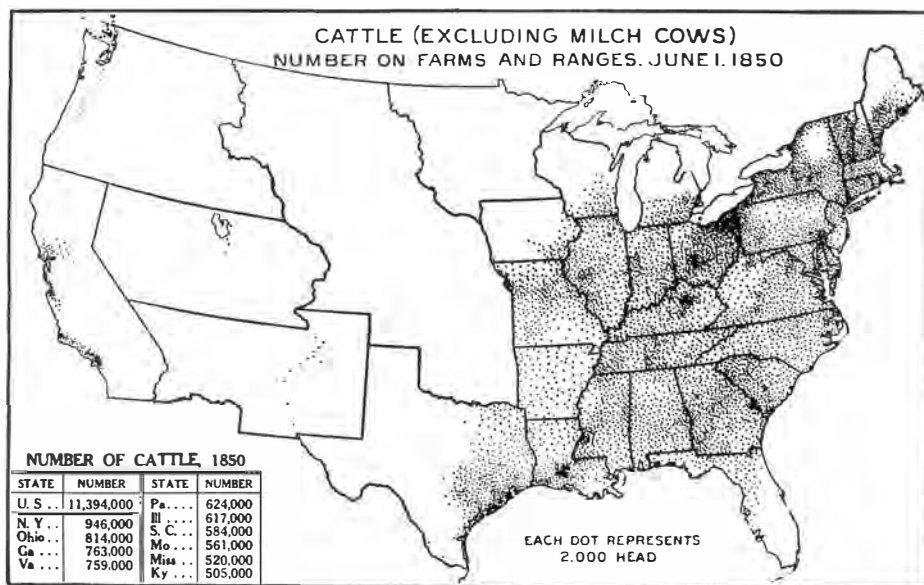 CATTLE (EXCLUDING MILCH COWS)
NUMBER ON FARMS AND RANGES, JUNE 1, 1850
NUMBER OF CATTLE, 1850
STATE NUMBER STATE NUMBER
U. S .. 11,394,000 Pa .... 624,000
N. Y .. 946,000 Ill .... 617,000
Ohio .. 814,000 S. C. ... 584,000
Ga ... 763,000 Mo ... 561,000
Va ... 759,000 Miss ... 520,000
Ky ... 505,000
EACH DOT REPRESENTS
2,000 HEAD